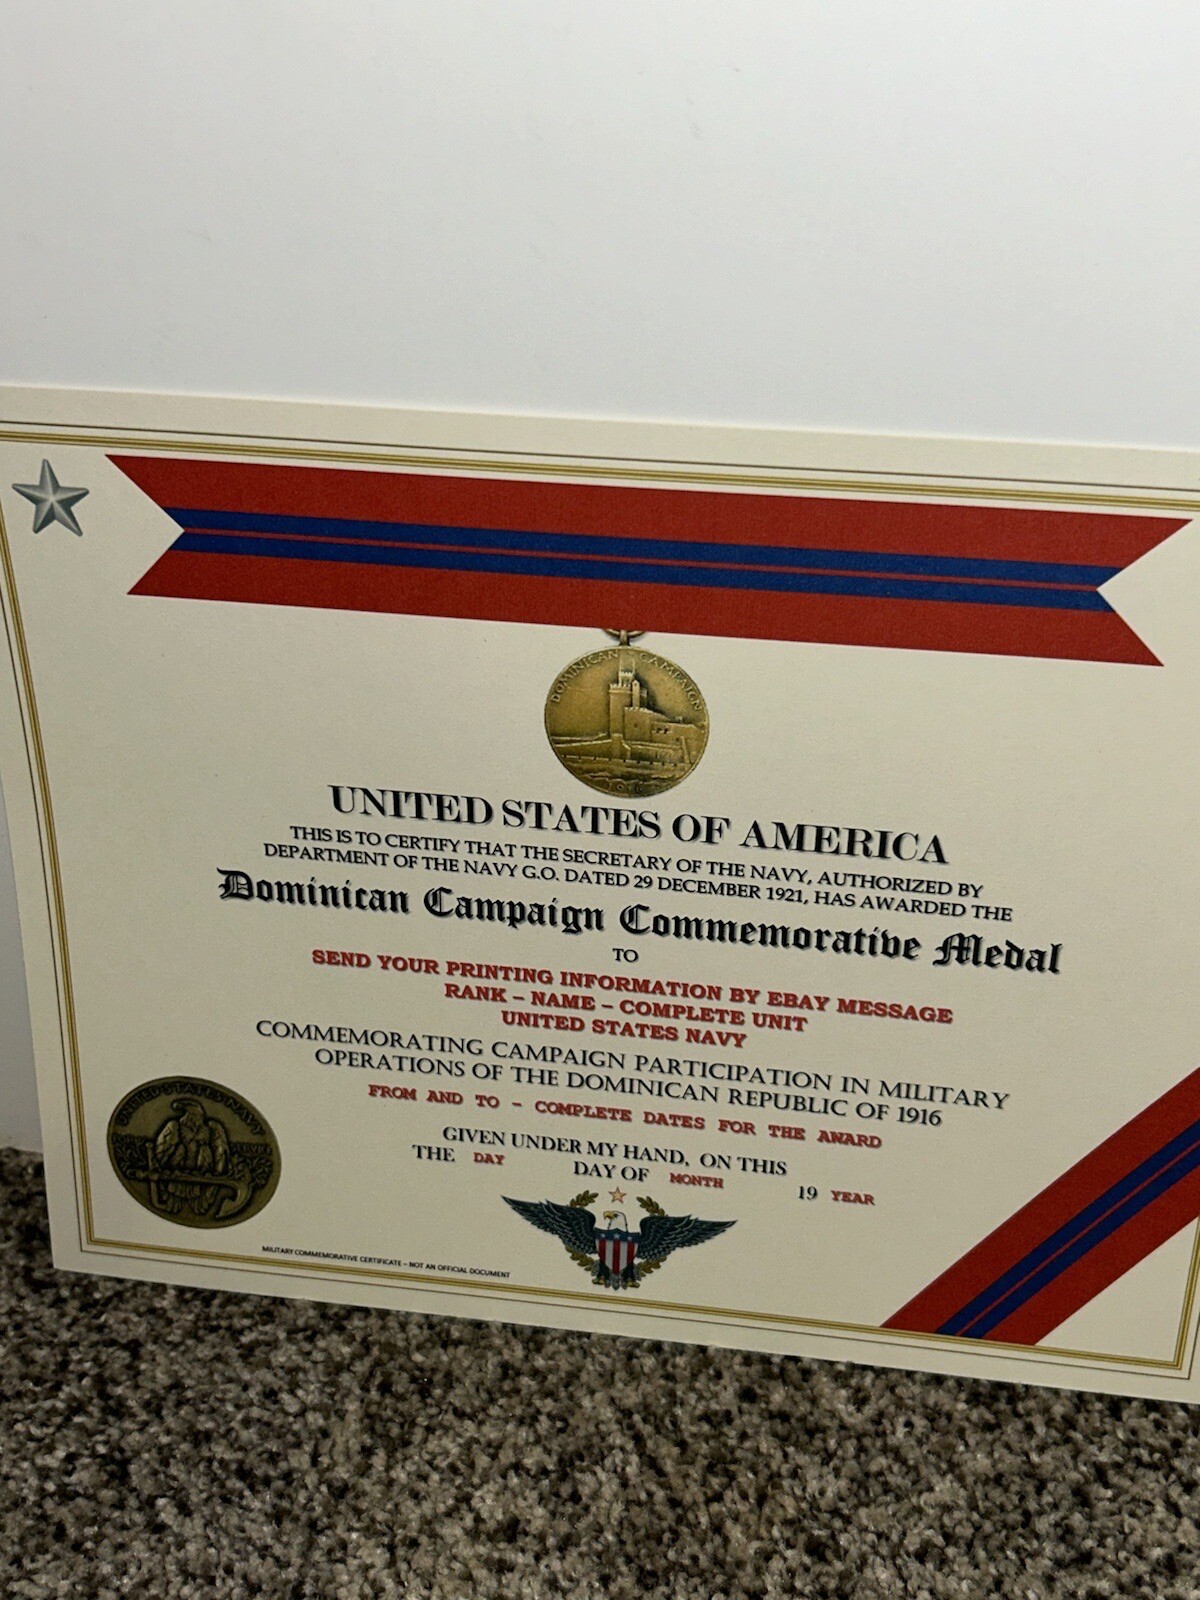 DOMINICAN CAMPAIGN
UNITED STATES OF AMERICA
THIS IS TO CERTIFY THAT THE SECRETARY OF THE NAVY, AUTHORIZED BY
DEPARTMENT OF THE NAVY G.O. DATED 29 DECEMBER 1921, HAS AWARDED THE
Dominican Campaign Commemorative Medal
TO
SEND YOUR PRINTING INFORMATION BY EBAY MESSAGE
RANK – NAME – COMPLETE UNIT
UNITED STATES NAVY
COMMEMORATING CAMPAIGN PARTICIPATION IN MILITARY
OPERATIONS OF THE DOMINICAN REPUBLIC OF 1916
FROM AND TO – COMPLETE DATES FOR THE AWARD
GIVEN UNDER MY HAND, ON THIS
THE DAY DAY OF MONTH 19 YEAR
UNITED STATES NAVY
MILITARY COMMEMORATIVE CERTIFICATE – NOT AN OFFICIAL DOCUMENT